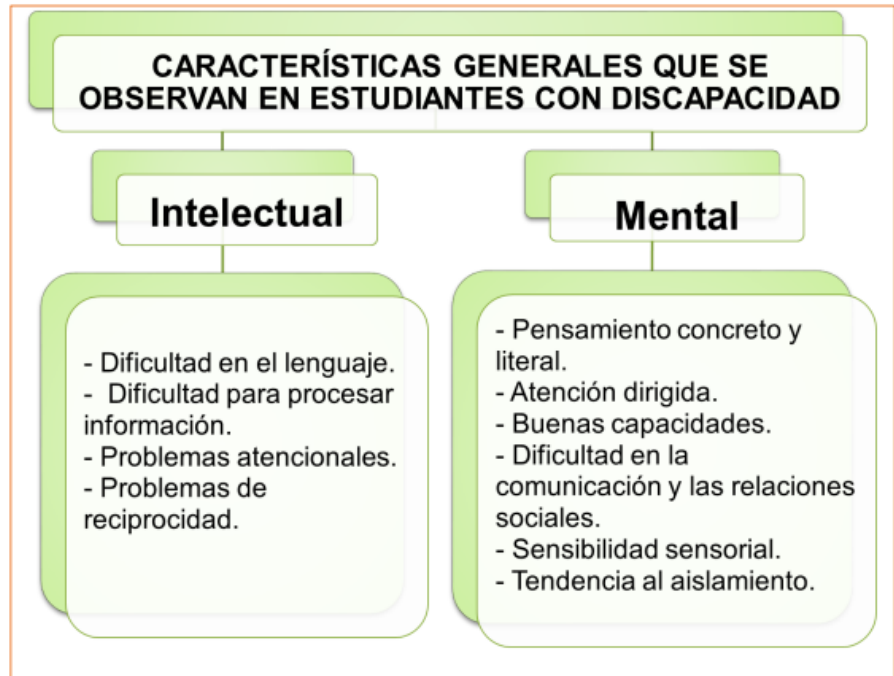 CARACTERÍSTICAS GENERALES QUE SE
OBSERVAN EN ESTUDIANTES CON DISCAPACIDAD
Intelectual
- Dificultad en el lenguaje.
-  Dificultad para procesar
información.
- Problemas atencionales.
- Problemas de
reciprocidad.
Mental
- Pensamiento concreto y
literal.
- Atención dirigida.
- Buenas capacidades.
- Dificultad en la
comunicación y las relaciones
sociales.
- Sensibilidad sensorial.
- Tendencia al aislamiento.